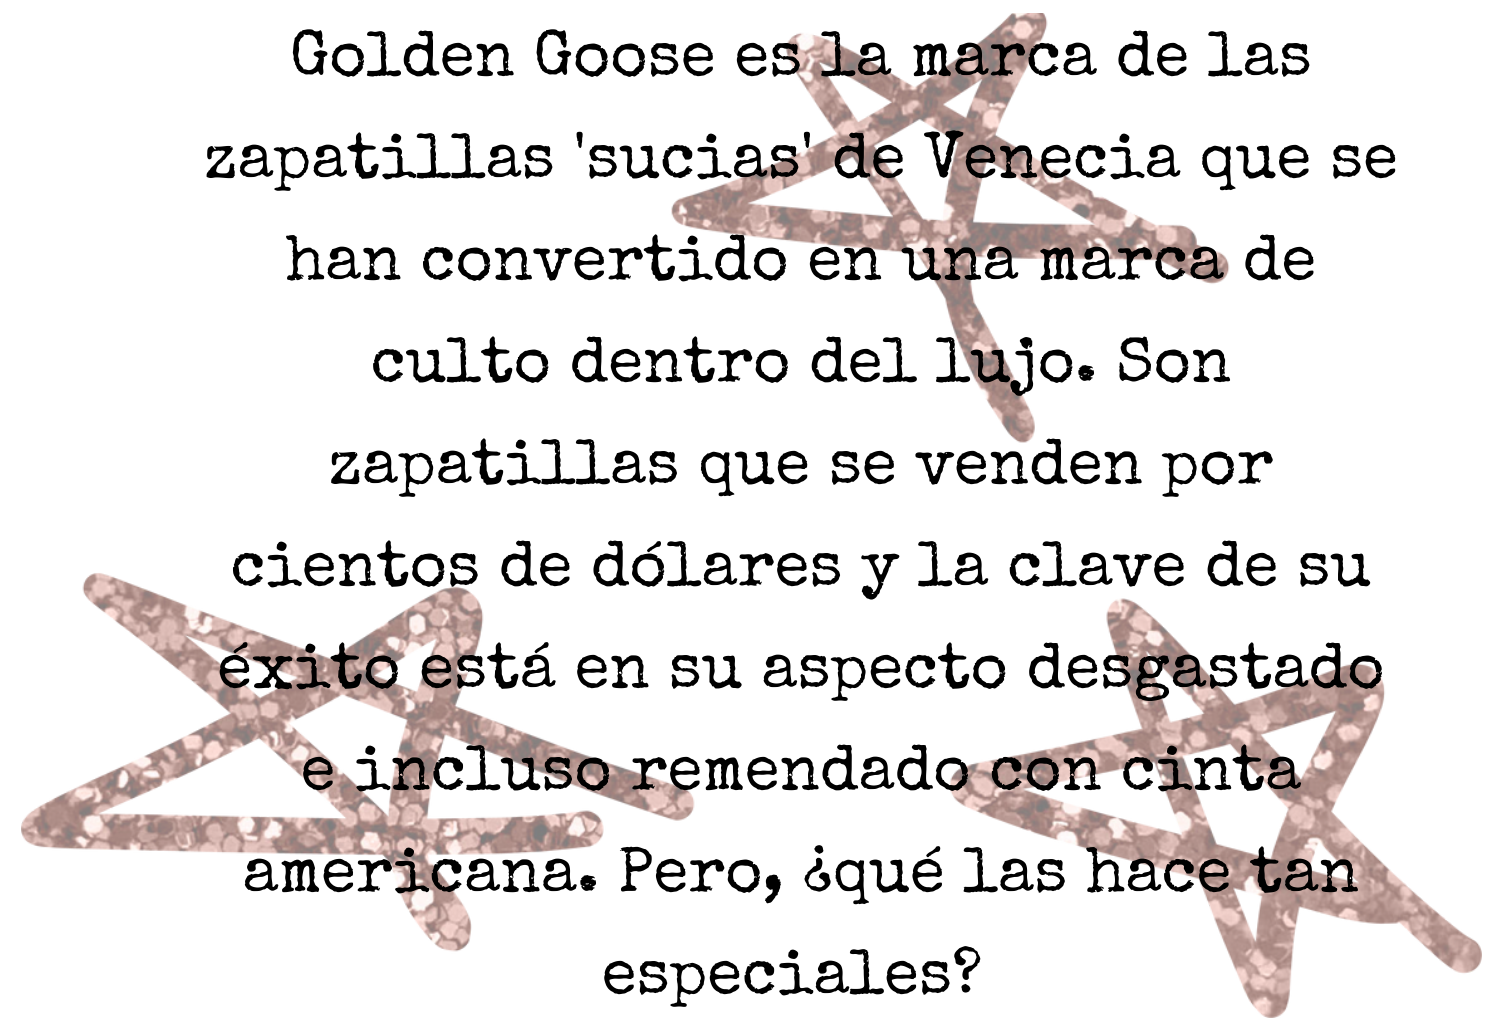 Golden Goose es la marca de las
zapatillas 'sucias' de Venecia que se
han convertido en una marca de
culto dentro del lujo. Son
zapatillas que se venden por
cientos de dólares y la clave de su
éxito está en su aspecto desgastado
e incluso remendado con cinta
americana. Pero, ¿qué las hace tan
especiales?